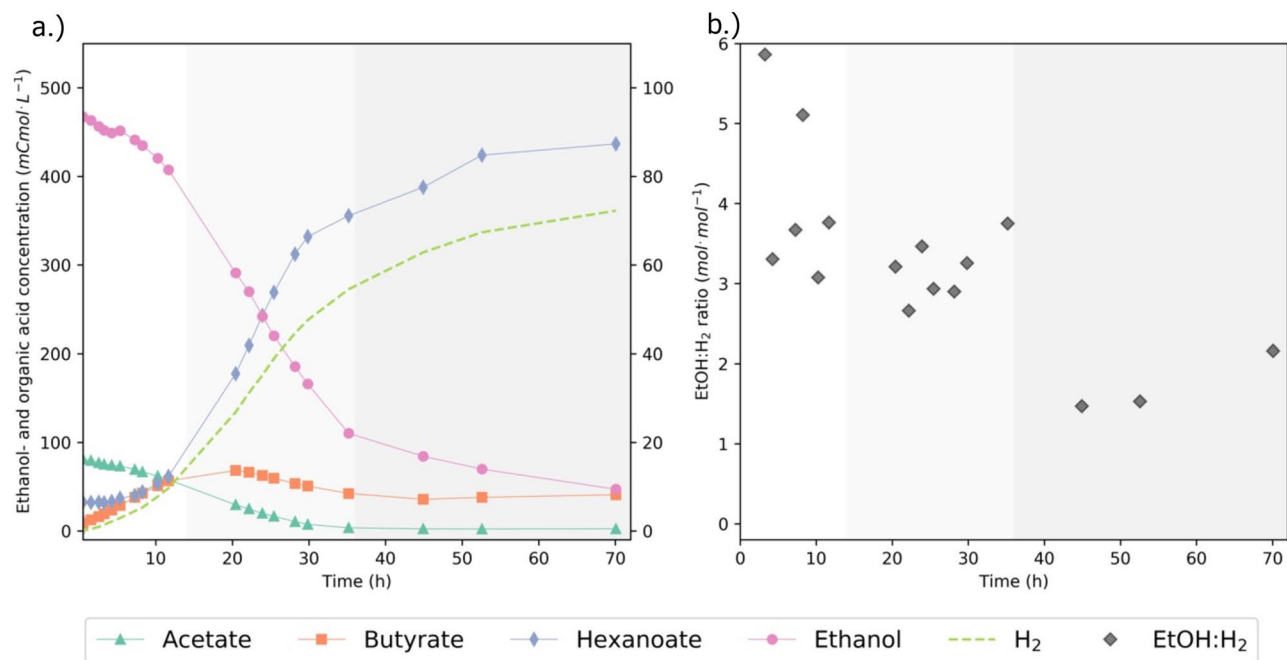 a.)
Ethanol- and organic acid concentration (mCmol·L⁻¹)
500
400
300
200
100
0
100
80
60
40
20
0
10 20 30 40 50 60 70
Time (h)
b.)
EtOH:H₂ ratio (mol·mol⁻¹)
6
5
4
3
2
1
0
0 10 20 30 40 50 60 70
Time (h)
Acetate Butyrate Hexanoate Ethanol H₂ EtOH:H₂